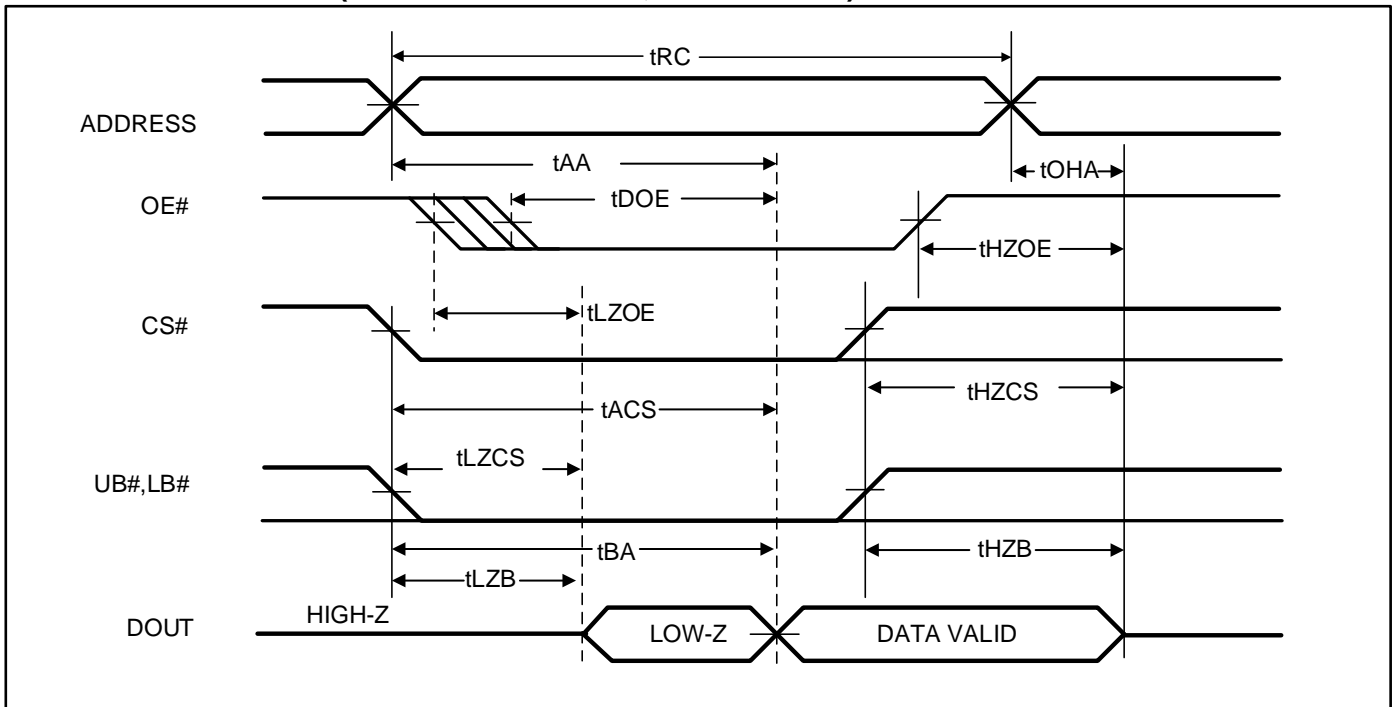 tRC
ADDRESS
tAA
tOHA
OE#
tDOE
tHZOE
tLZOE
CS#
tHZCS
tACS
tLZCS
UB#,LB#
tBA
tHZB
tLZB
HIGH-Z
DOUT
LOW-Z
DATA VALID